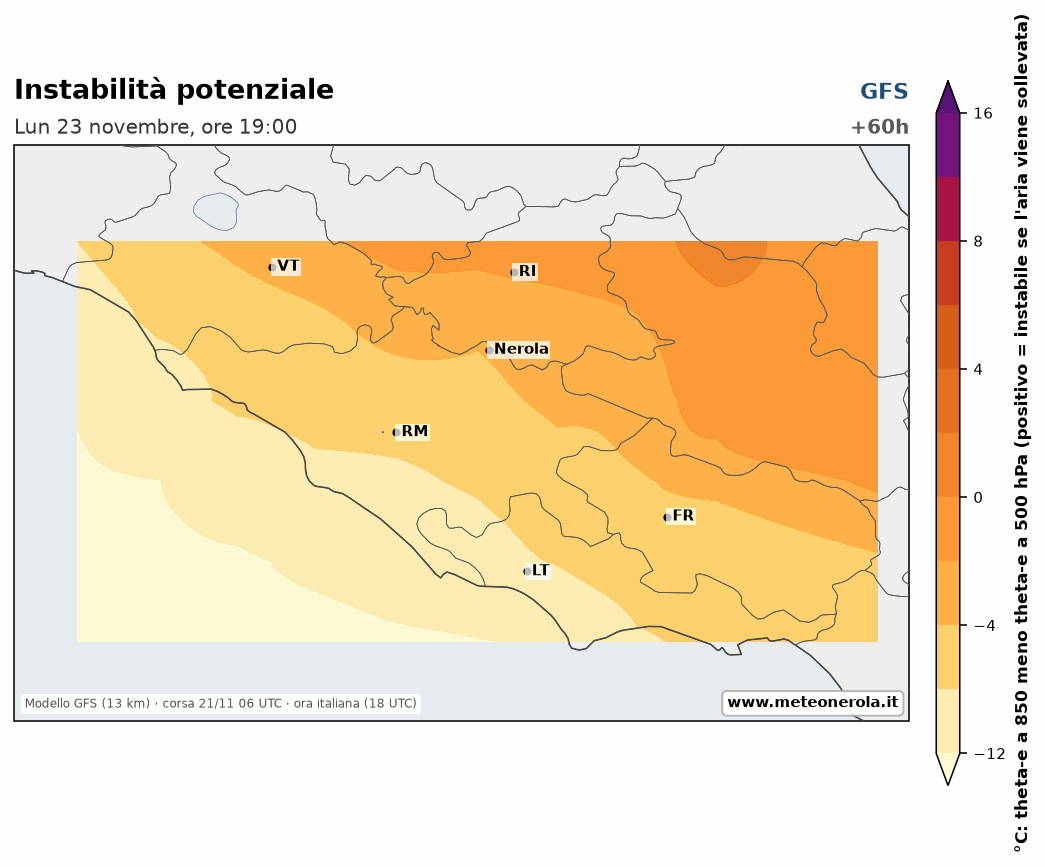 Instabilità potenziale
GFS
Lun 23 novembre, ore 19:00
+60h
VT
RI
Nerola
RM
FR
LT
Modello GFS (13 km) · corsa 21/11 06 UTC · ora italiana (18 UTC)
www.meteonerola.it
16
8
4
0
−4
−12
°C: theta-e a 850 meno theta-e a 500 hPa (positivo = instabile se l'aria viene sollevata)